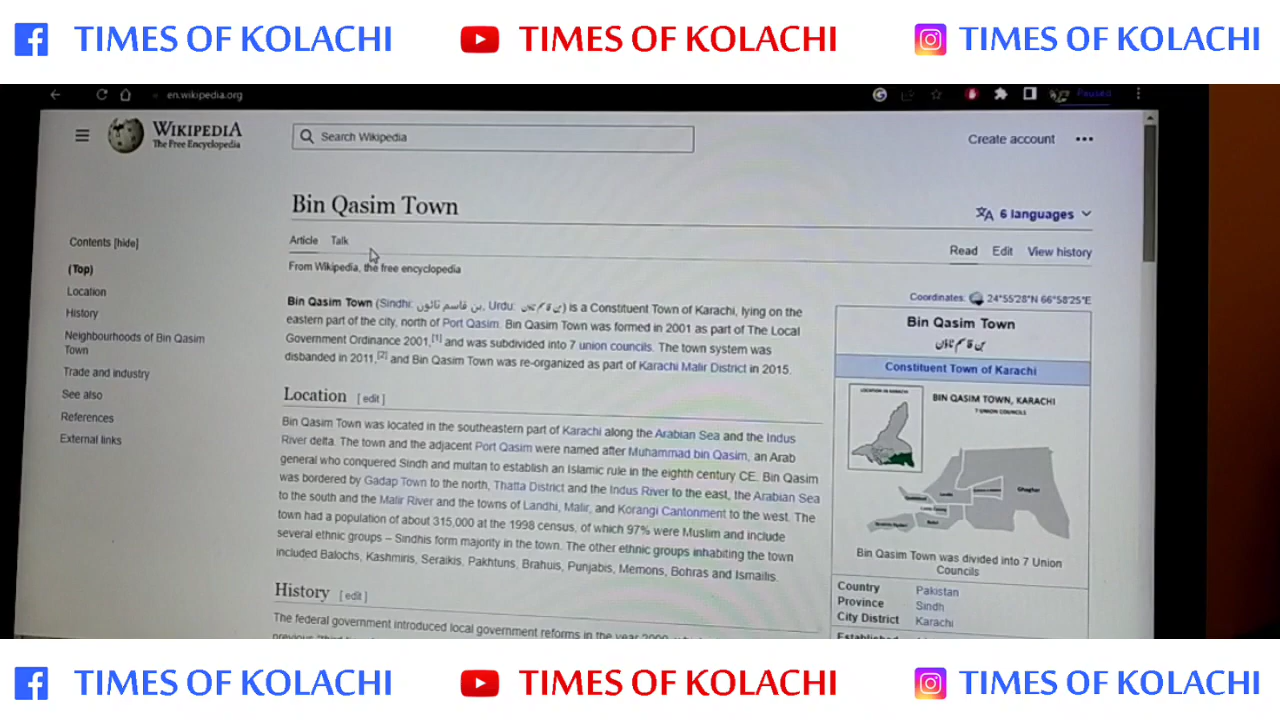 TIMES OF KOLACHI TIMES OF KOLACHI TIMES OF KOLACHI
en.wikipedia.org Paused
WIKIPEDIA
The Free Encyclopedia
Search Wikipedia
Create account
Bin Qasim Town
6 languages
Contents [hide]
(Top)
Location
History
Neighbourhoods of Bin Qasim
Town
Trade and industry
See also
References
External links
Article Talk
Read Edit View history
From Wikipedia, the free encyclopedia
Coordinates: 24°55'28"N 66°58'25"E
Bin Qasim Town (Sindhi: بن قاسم ٽائون, Urdu: بن قاسم ٹاؤن) is a Constituent Town of Karachi, lying on the
eastern part of the city, north of Port Qasim. Bin Qasim Town was formed in 2001 as part of The Local
Government Ordinance 2001,[1] and was subdivided into 7 union councils. The town system was
disbanded in 2011,[2] and Bin Qasim Town was re-organized as part of Karachi Malir District in 2015.
Location [edit]
Bin Qasim Town was located in the southeastern part of Karachi along the Arabian Sea and the Indus
River delta. The town and the adjacent Port Qasim were named after Muhammad bin Qasim, an Arab
general who conquered Sindh and multan to establish an Islamic rule in the eighth century CE. Bin Qasim
was bordered by Gadap Town to the north, Thatta District and the Indus River to the east, the Arabian Sea
to the south and the Malir River and the towns of Landhi, Malir, and Korangi Cantonment to the west. The
town had a population of about 315,000 at the 1998 census, of which 97% were Muslim and include
several ethnic groups – Sindhis form majority in the town. The other ethnic groups inhabiting the town
included Balochs, Kashmiris, Seraikis, Pakhtuns, Brahuis, Punjabis, Memons, Bohras and Ismailis.
History [edit]
The federal government introduced local government reforms in the year 2000
Bin Qasim Town
بن قاسم ٹاؤن
Constituent Town of Karachi
LOCATION IN KARACHI
BIN QASIM TOWN, KARACHI
7 UNION COUNCILS
Ghaghar
Bin Qasim Town was divided into 7 Union
Councils
Country Pakistan
Province Sindh
City District Karachi
TIMES OF KOLACHI TIMES OF KOLACHI TIMES OF KOLACHI